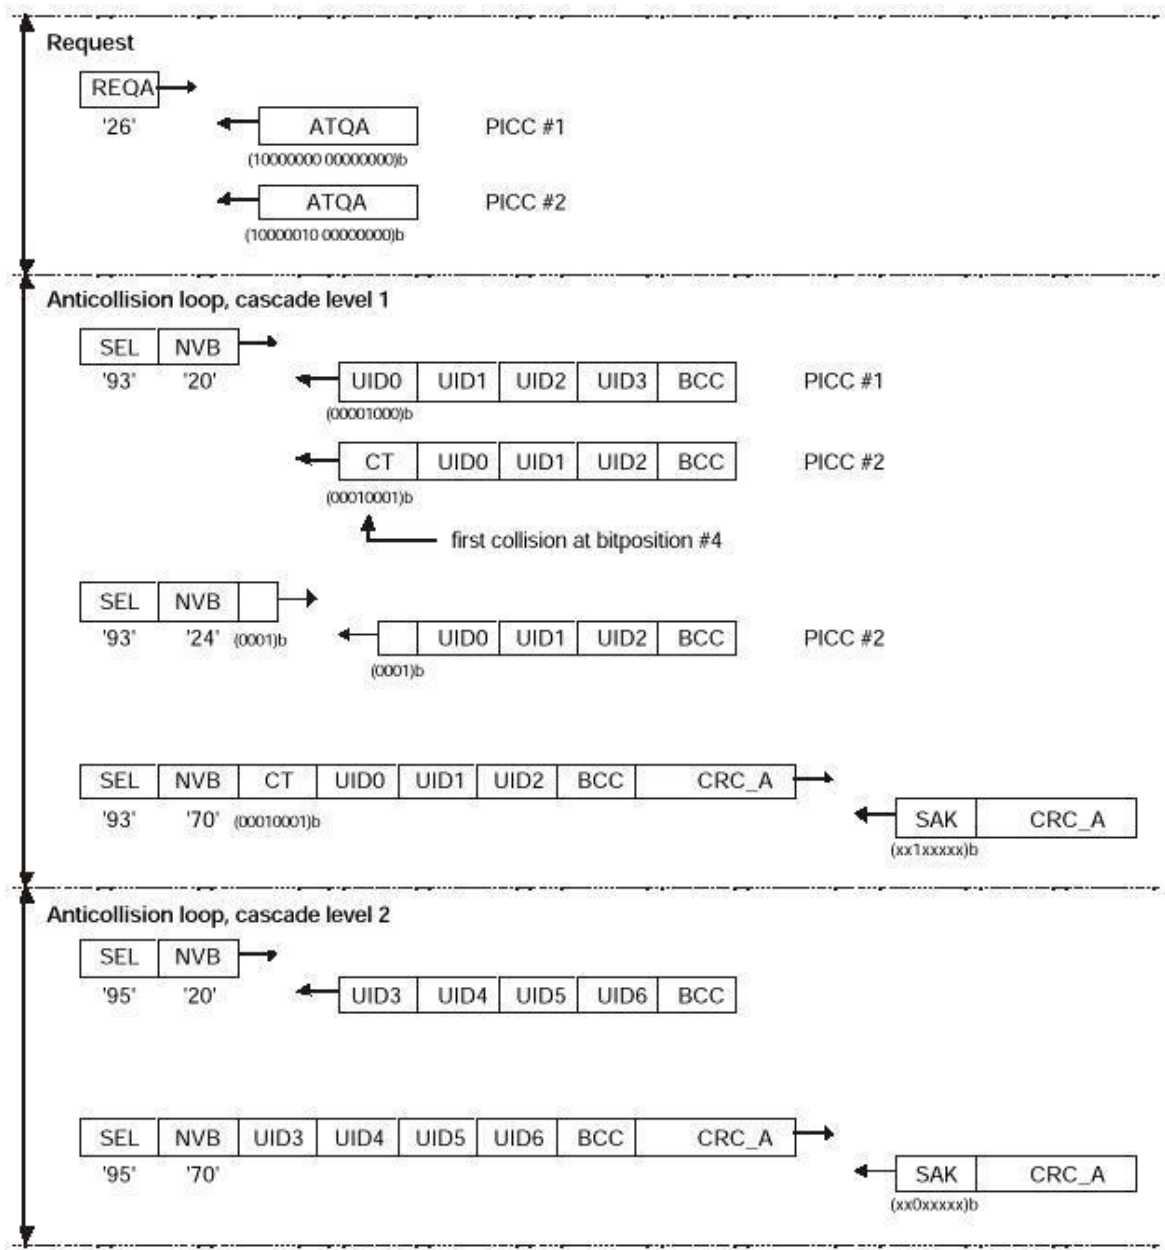 Request
REQA
'26'
ATQA PICC #1
(10000000 00000000)b
ATQA PICC #2
(10000010 00000000)b
Anticollision loop, cascade level 1
SEL NVB
'93' '20'
UID0 UID1 UID2 UID3 BCC PICC #1
(00001000)b
CT UID0 UID1 UID2 BCC PICC #2
(00010001)b
first collision at bitposition #4
SEL NVB
'93' '24' (0001)b
UID0 UID1 UID2 BCC PICC #2
(0001)b
SEL NVB CT UID0 UID1 UID2 BCC CRC_A
'93' '70' (00010001)b
SAK CRC_A
(xx1xxxxx)b
Anticollision loop, cascade level 2
SEL NVB
'95' '20'
UID3 UID4 UID5 UID6 BCC
SEL NVB UID3 UID4 UID5 UID6 BCC CRC_A
'95' '70'
SAK CRC_A
(xx0xxxxx)b